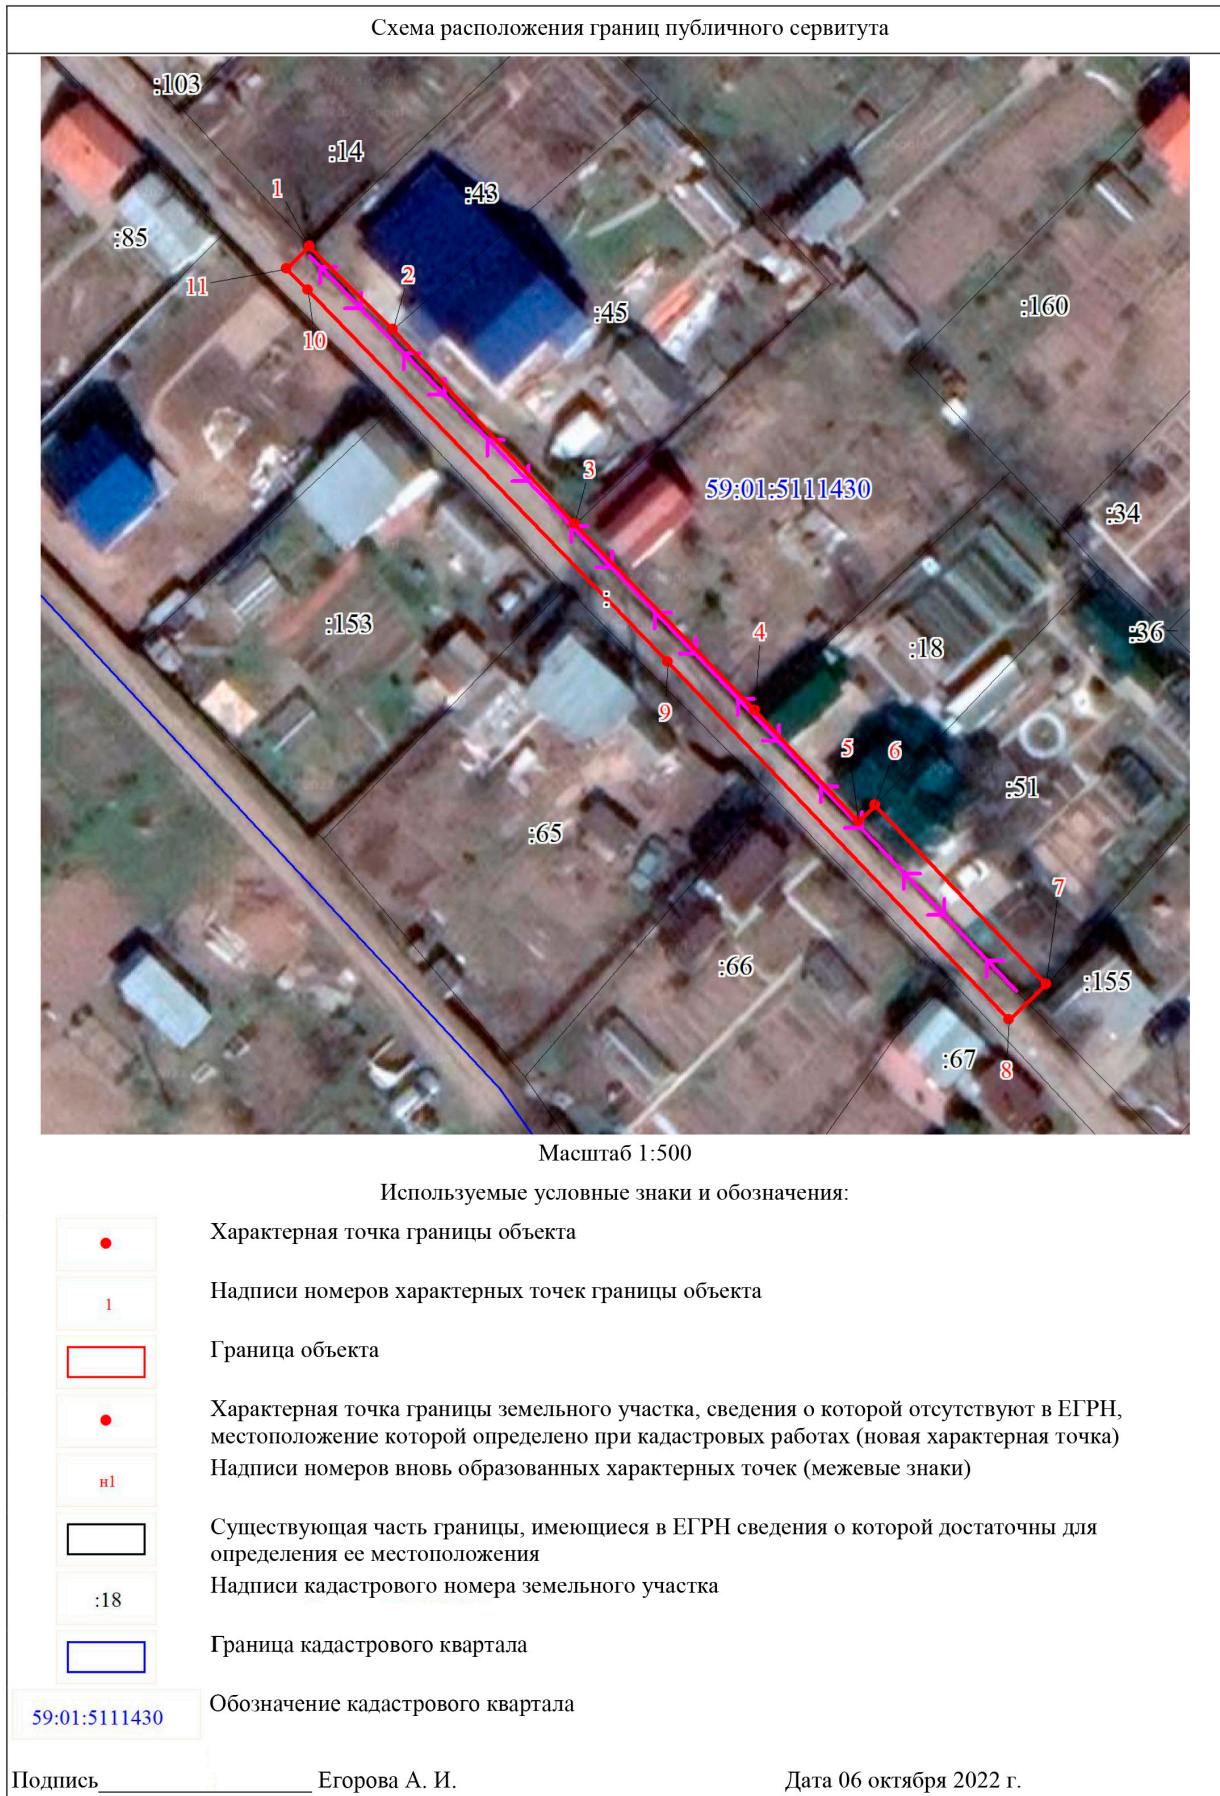 Схема расположения границ публичного сервитута
:103
:14
:43
1
:85
2
11
:45
:160
10
3
59:01:5111430
:34
:
:153
4
:36
:18
9
5
6
:51
:65
7
:66
:155
:67
8
Масштаб 1:500
Используемые условные знаки и обозначения:
Характерная точка границы объекта
1 Надписи номеров характерных точек границы объекта
Граница объекта
Характерная точка границы земельного участка, сведения о которой отсутствуют в ЕГРН,
местоположение которой определено при кадастровых работах (новая характерная точка)
н1 Надписи номеров вновь образованных характерных точек (межевые знаки)
Существующая часть границы, имеющиеся в ЕГРН сведения о которой достаточны для
определения ее местоположения
:18 Надписи кадастрового номера земельного участка
Граница кадастрового квартала
59:01:5111430 Обозначение кадастрового квартала
Подпись__________________ Егорова А. И. Дата 06 октября 2022 г.